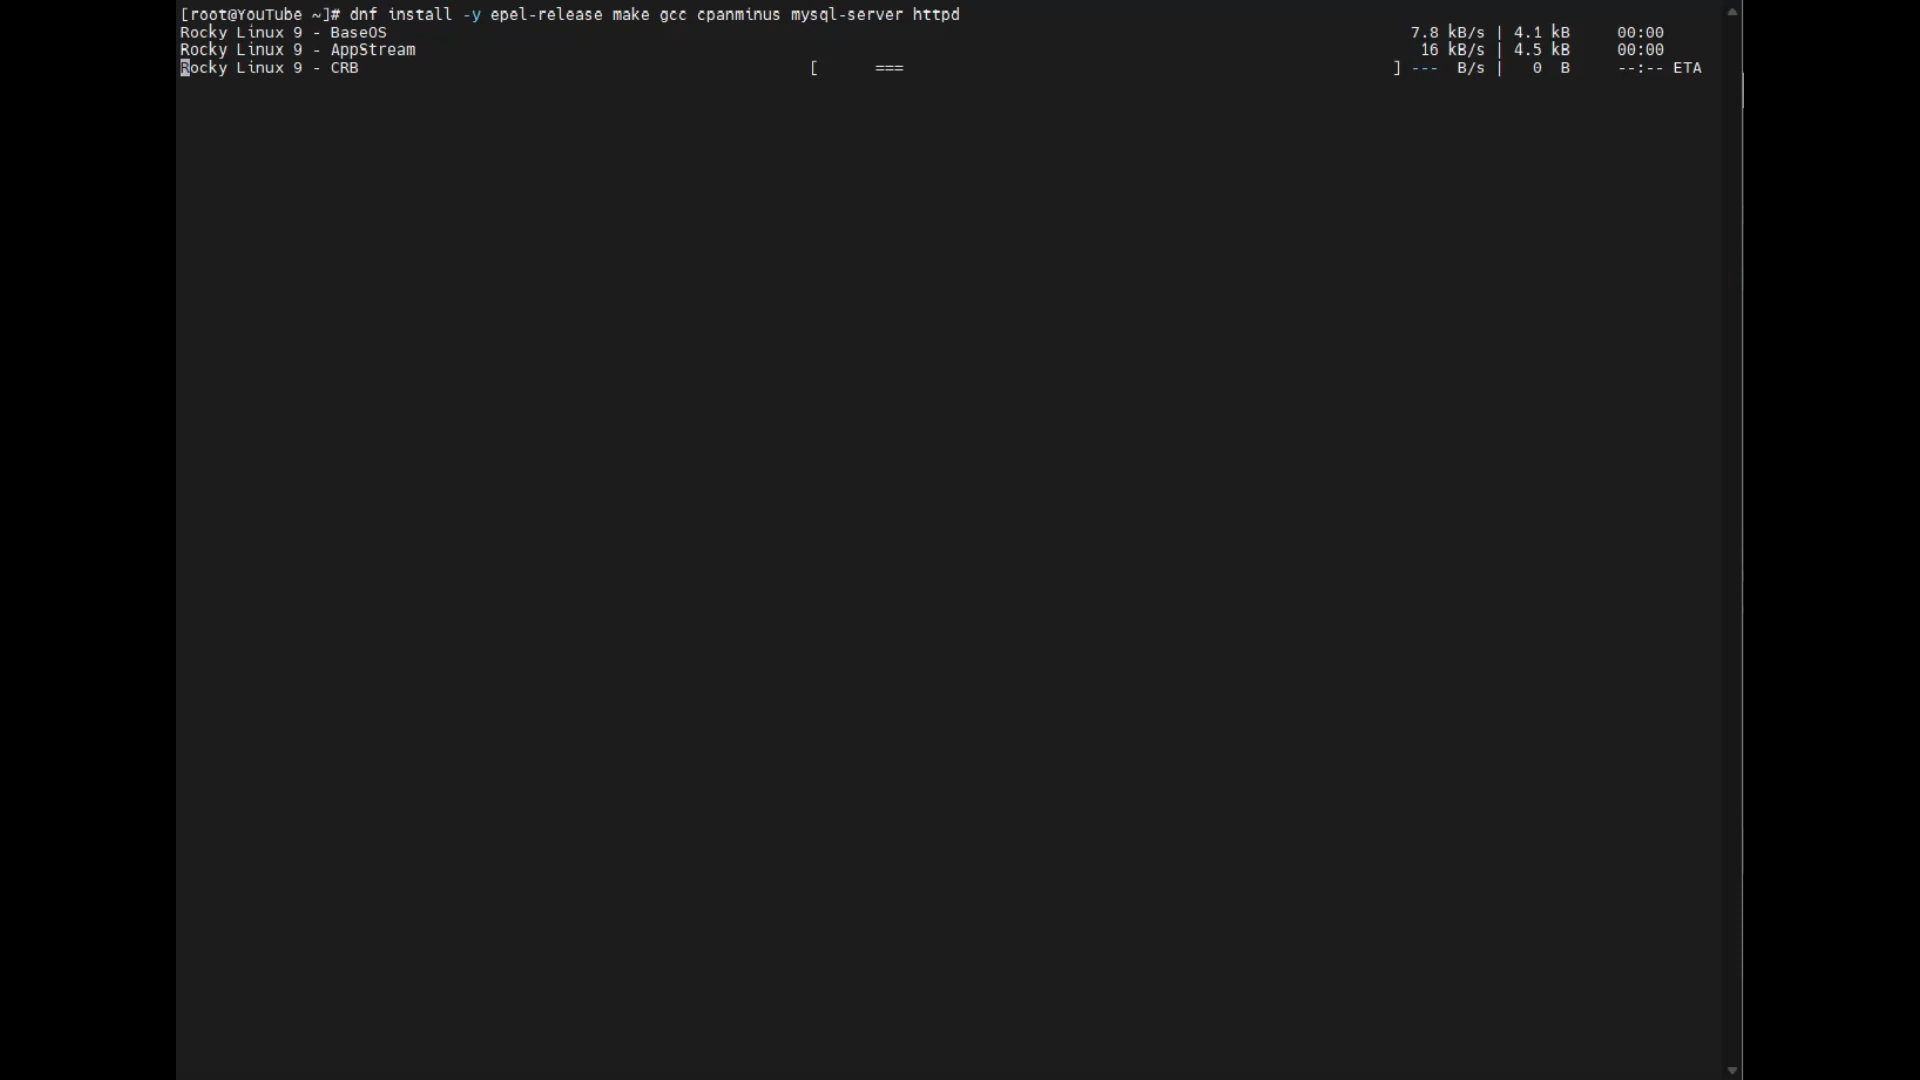 [root@YouTube ~]# dnf install -y epel-release make gcc cpanminus mysql-server httpd
Rocky Linux 9 - BaseOS 7.8 kB/s | 4.1 kB 00:00
Rocky Linux 9 - AppStream 16 kB/s | 4.5 kB 00:00
Rocky Linux 9 - CRB [ === ] --- B/s | 0 B --:-- ETA